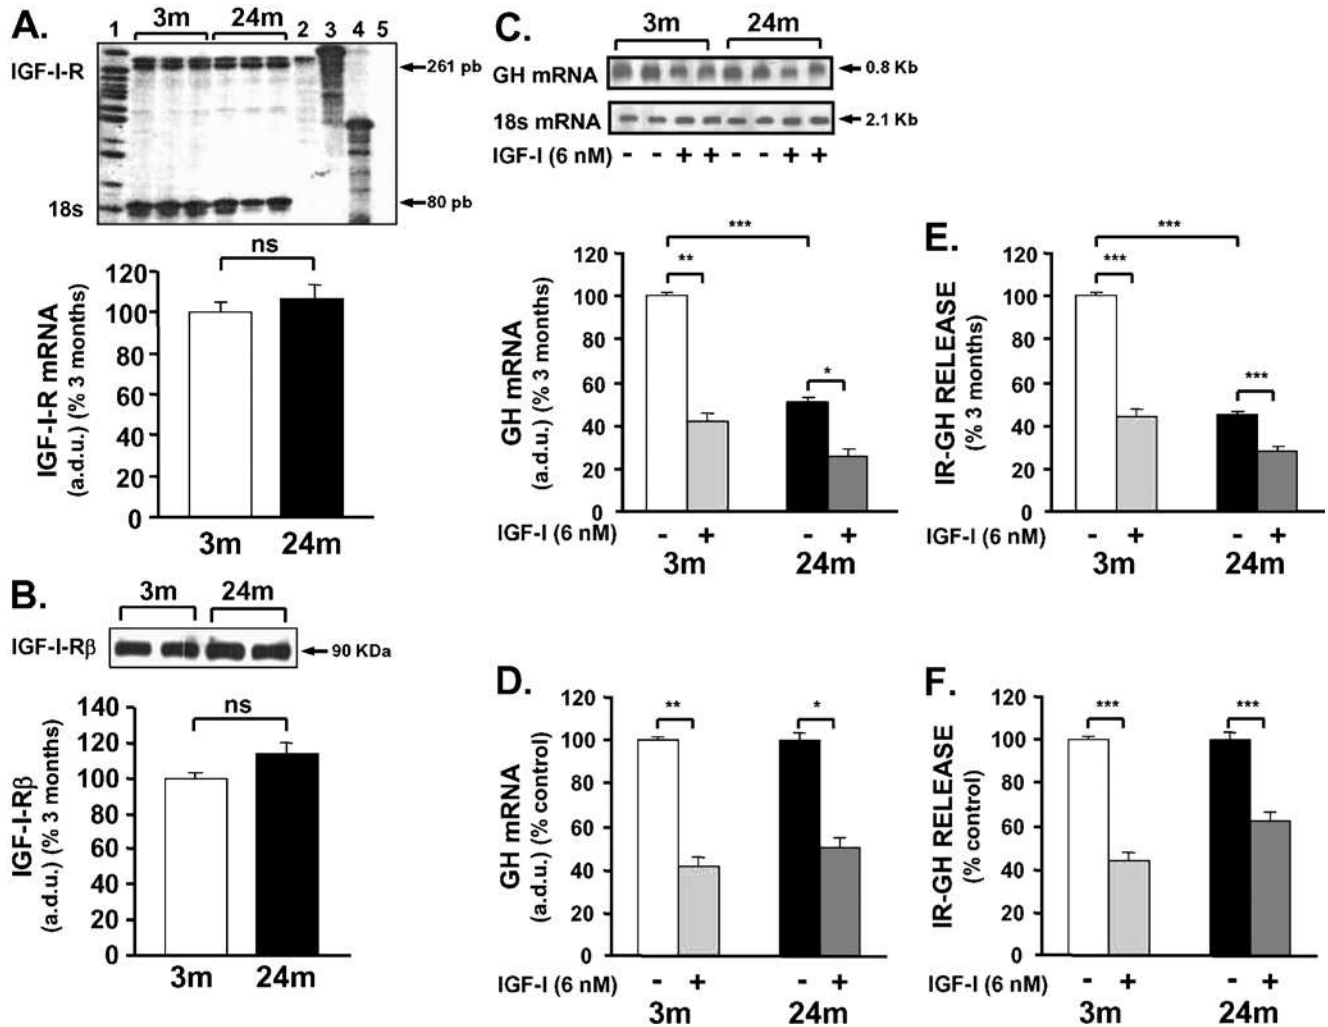 A.
3m 24m
1 2 3 4 5
IGF-I-R
261 pb
18s
80 pb
ns
120
100
80
60
40
20
0
IGF-I-R mRNA
(a.d.u.) (% 3 months)
3m 24m
B.
3m 24m
IGF-I-Rβ
90 KDa
ns
140
120
100
80
60
40
20
0
IGF-I-Rβ
(a.d.u.) (% 3 months)
3m 24m
C.
3m 24m
GH mRNA
0.8 Kb
18s mRNA
2.1 Kb
IGF-I (6 nM) - - + + - - + +
***
**
*
120
100
80
60
40
20
0
GH mRNA
(a.d.u.) (% 3 months)
IGF-I (6 nM) - + - +
3m 24m
D.
** *
120
100
80
60
40
20
0
GH mRNA
(a.d.u.) (% control)
IGF-I (6 nM) - + - +
3m 24m
E.
***
***
***
120
100
80
60
40
20
0
IR-GH RELEASE
(% 3 months)
IGF-I (6 nM) - + - +
3m 24m
F.
*** ***
120
100
80
60
40
20
0
IR-GH RELEASE
(% control)
IGF-I (6 nM) - + - +
3m 24m